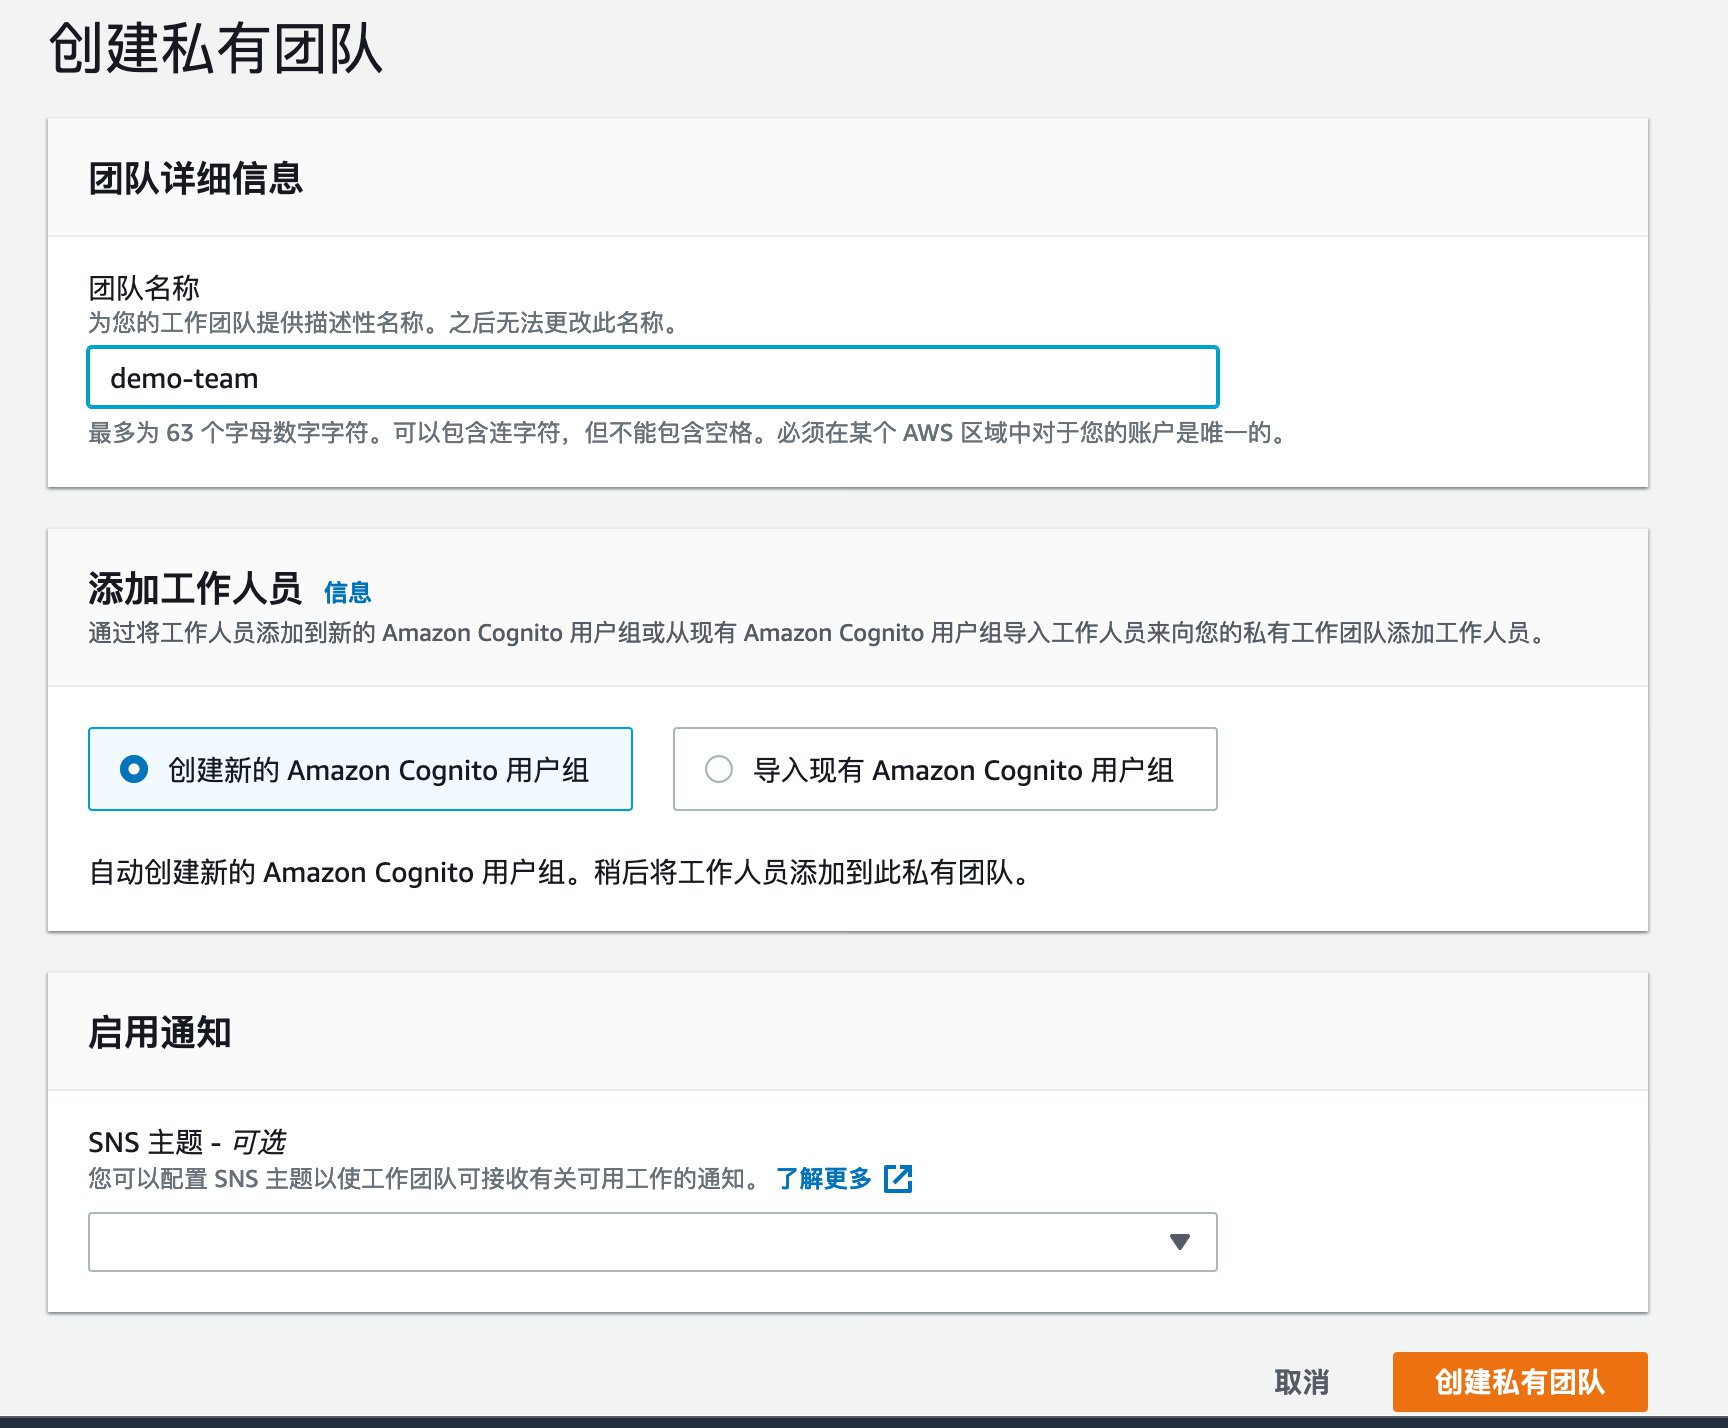 创建私有团队
团队详细信息
团队名称
为您的工作团队提供描述性名称。之后无法更改此名称。
demo-team
最多为 63 个字母数字字符。可以包含连字符，但不能包含空格。必须在某个 AWS 区域中对于您的账户是唯一的。
添加工作人员 信息
通过将工作人员添加到新的 Amazon Cognito 用户组或从现有 Amazon Cognito 用户组导入工作人员来向您的私有工作团队添加工作人员。
创建新的 Amazon Cognito 用户组 导入现有 Amazon Cognito 用户组
自动创建新的 Amazon Cognito 用户组。稍后将工作人员添加到此私有团队。
启用通知
SNS 主题 - 可选
您可以配置 SNS 主题以使工作团队可接收有关可用工作的通知。 了解更多
取消 创建私有团队